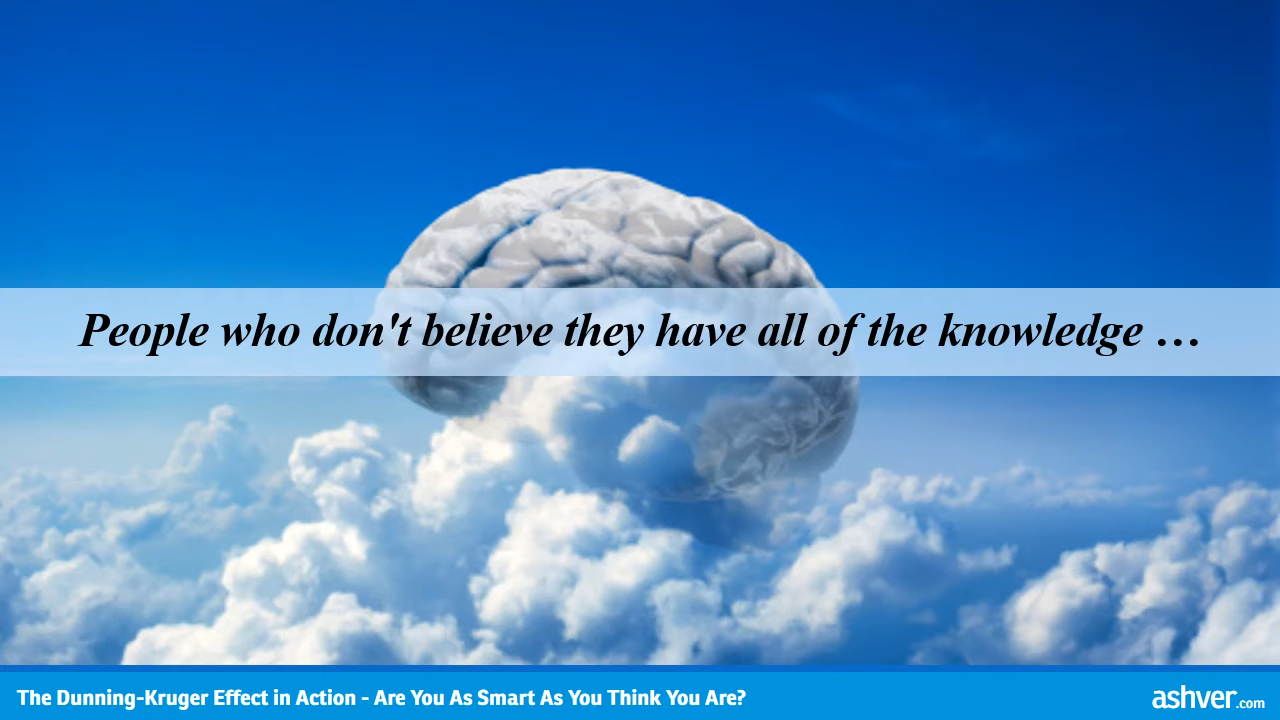 People who don't believe they have all of the knowledge …
The Dunning-Kruger Effect in Action - Are You As Smart As You Think You Are?
ashver.com